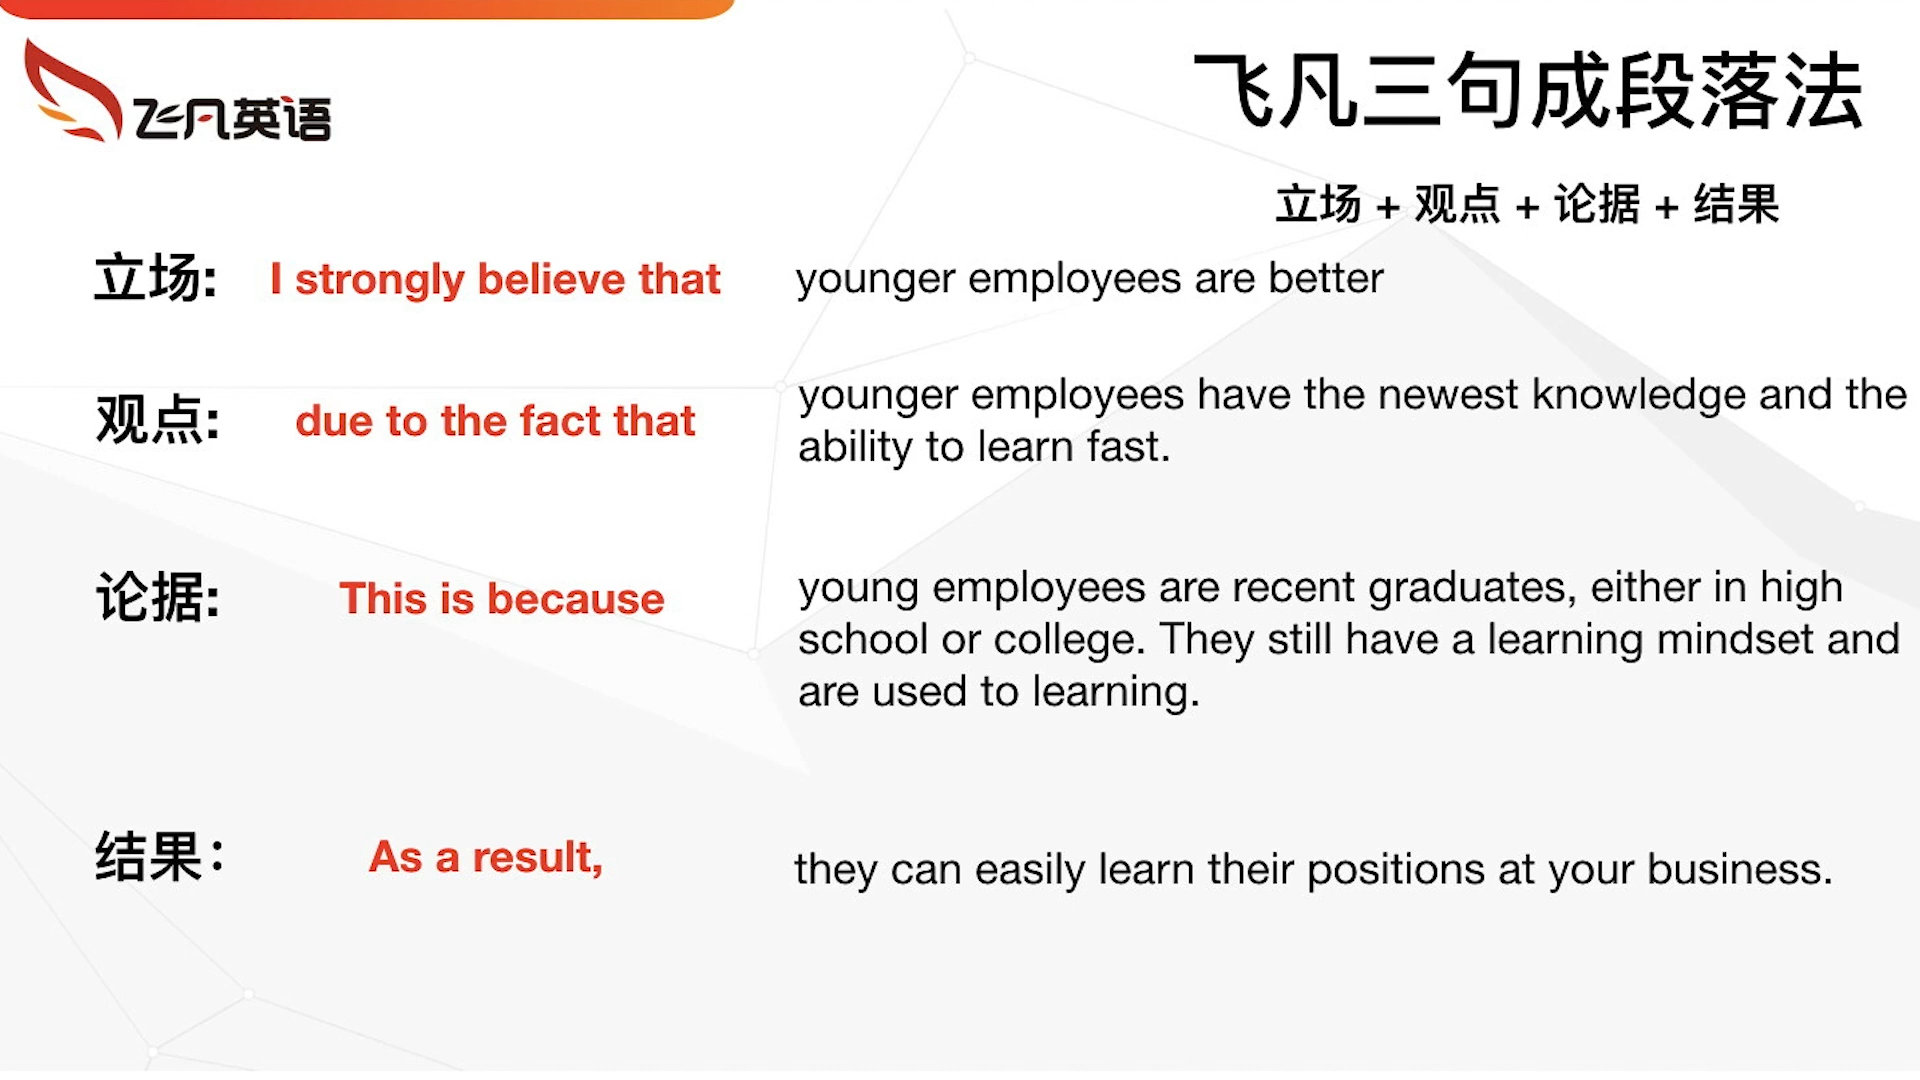 飞凡英语
飞凡三句成段落法
立场 + 观点 + 论据 + 结果
立场: I strongly believe that younger employees are better
观点: due to the fact that younger employees have the newest knowledge and the
ability to learn fast.
论据: This is because young employees are recent graduates, either in high
school or college. They still have a learning mindset and
are used to learning.
结果： As a result, they can easily learn their positions at your business.